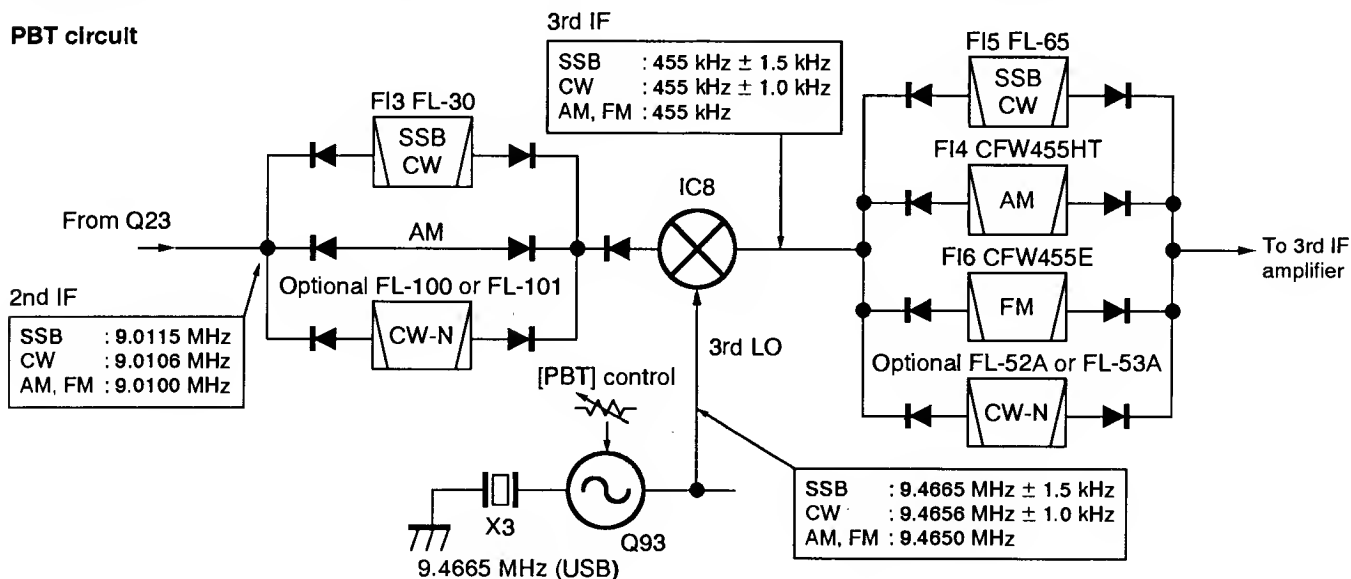 PBT circuit
3rd IF
SSB : 455 kHz ± 1.5 kHz
CW : 455 kHz ± 1.0 kHz
AM, FM : 455 kHz
FI3 FL-30
SSB
CW
From Q23
AM
Optional FL-100 or FL-101
CW-N
2nd IF
SSB : 9.0115 MHz
CW : 9.0106 MHz
AM, FM : 9.0100 MHz
IC8
3rd LO
[PBT] control
X3
Q93
9.4665 MHz (USB)
SSB : 9.4665 MHz ± 1.5 kHz
CW : 9.4656 MHz ± 1.0 kHz
AM, FM : 9.4650 MHz
FI5 FL-65
SSB
CW
FI4 CFW455HT
AM
FI6 CFW455E
FM
Optional FL-52A or FL-53A
CW-N
To 3rd IF
amplifier